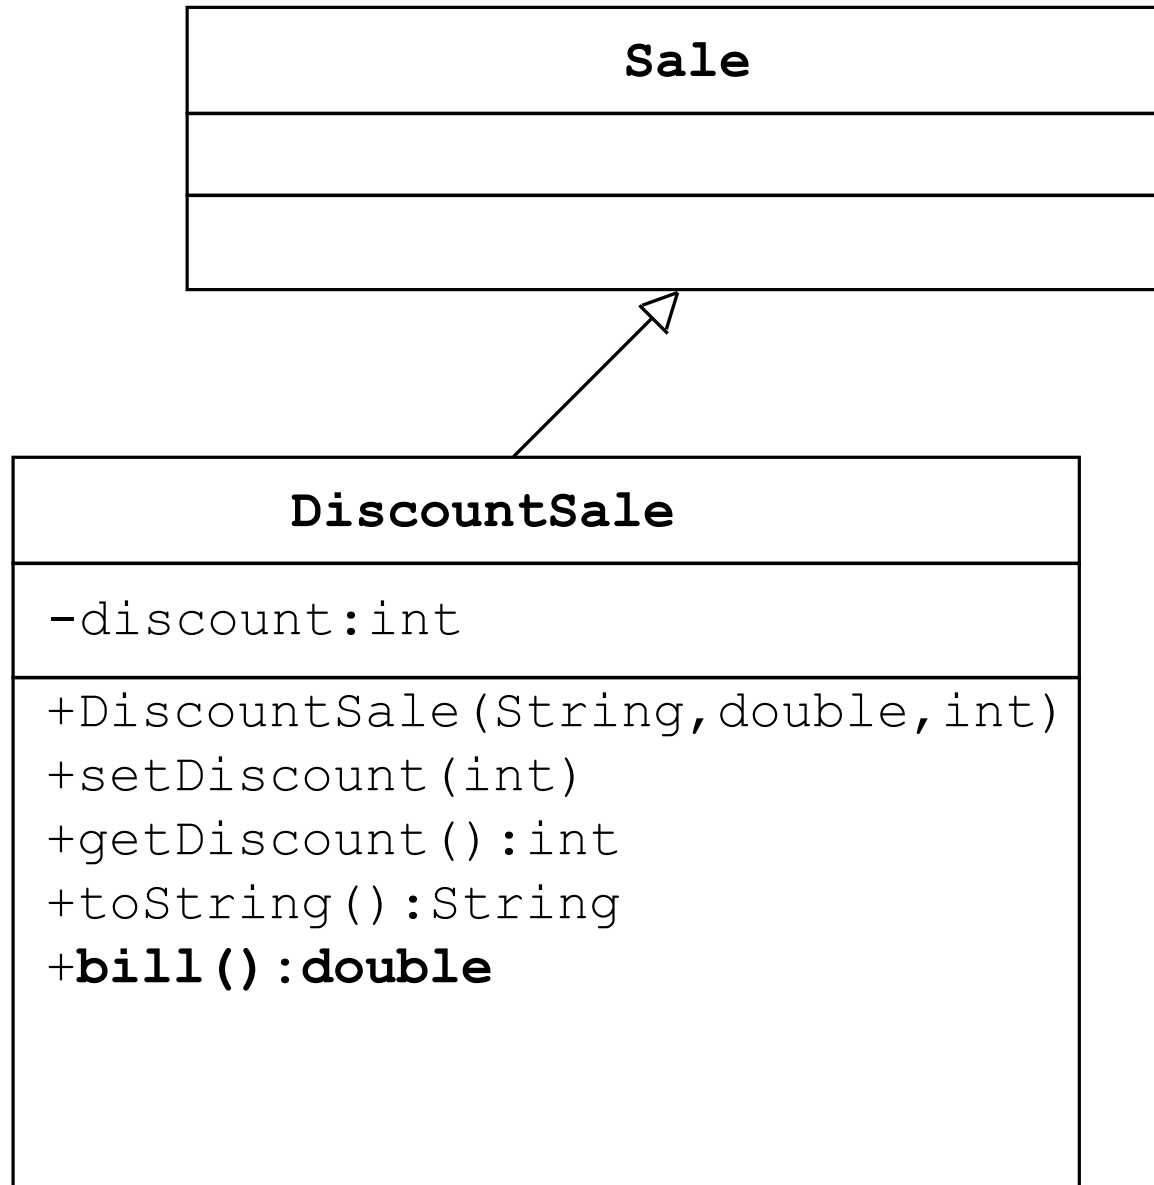 Sale
DiscountSale
-discount:int
+DiscountSale(String,double,int)
+setDiscount(int)
+getDiscount():int
+toString():String
+bill():double